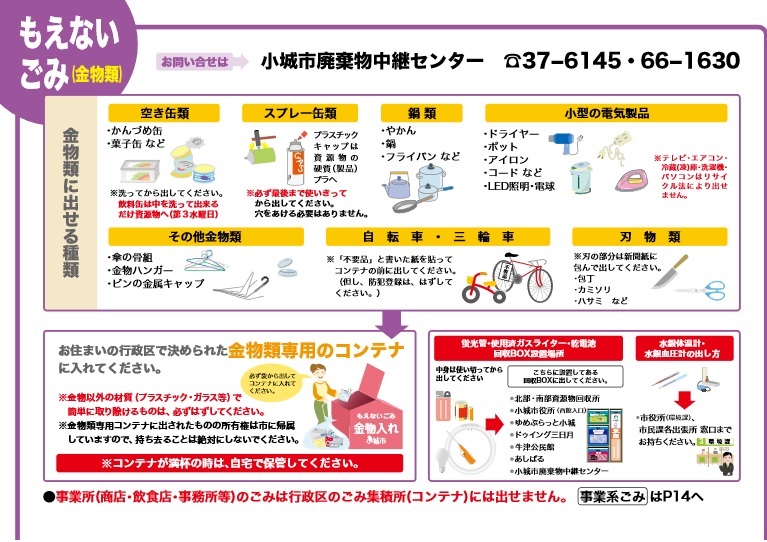 もえない
ごみ(金物類)
お問い合せは
小城市廃棄物中継センター ☎37−6145・66−1630
金物類に出せる種類
空き缶類
・かんづめ缶
・菓子缶 など
※洗ってから出してください。
飲料缶は中を洗って出来る
だけ資源物へ(第3水曜日)
スプレー缶類
プラスチック
キャップは
資源物の
硬質(製品)
プラへ
※必ず最後まで使いきって
から出してください。
穴をあける必要はありません。
鍋 類
・やかん
・鍋
・フライパン など
小型の電気製品
・ドライヤー
・ポット
・アイロン
・コード など
・LED照明・電球
※テレビ・エアコン・
冷蔵(凍)庫・洗濯機・
パソコンはリサイ
クル法により出せ
ません。
その他金物類
・傘の骨組
・金物ハンガー
・ビンの金属キャップ
自 転 車 ・ 三 輪 車
※「不要品」と書いた紙を貼って
コンテナの前に出してください。
(但し、防犯登録は、はずして
ください。)
不要品
刃 物 類
※刃の部分は新聞紙に
包んで出してください。
・包丁
・カミソリ
・ハサミ など
お住まいの行政区で決められた金物類専用のコンテナ
に入れてください。
※金物以外の材質(プラスチック・ガラス等)で
簡単に取り除けるものは、必ずはずしてください。
※金物類専用コンテナに出されたものの所有権は市に帰属
していますので、持ち去ることは絶対にしないでください。
必ず袋から出して
コンテナに入れて
ください。
もえないごみ
金物入れ
小城市
※コンテナが満杯の時は、自宅で保管してください。
蛍光管・使用済ガスライター・乾電池
回収BOX設置場所
中身は使い切ってから
出してください
こちらに設置してある
回収BOXに出してください。
・北部・南部資源物回収所
・小城市役所(西館入口)
・ゆめぷらっと小城
・ドゥイング三日月
・牛津公民館
・あしぱる
・小城市廃棄物中継センター
水銀体温計・
水銀血圧計の出し方
・市役所(環境課)、
市民課各出張所 窓口まで
お持ちください。
環境課
●事業所(商店・飲食店・事務所等)のごみは行政区のごみ集積所(コンテナ)には出せません。 事業系ごみ はP14へ